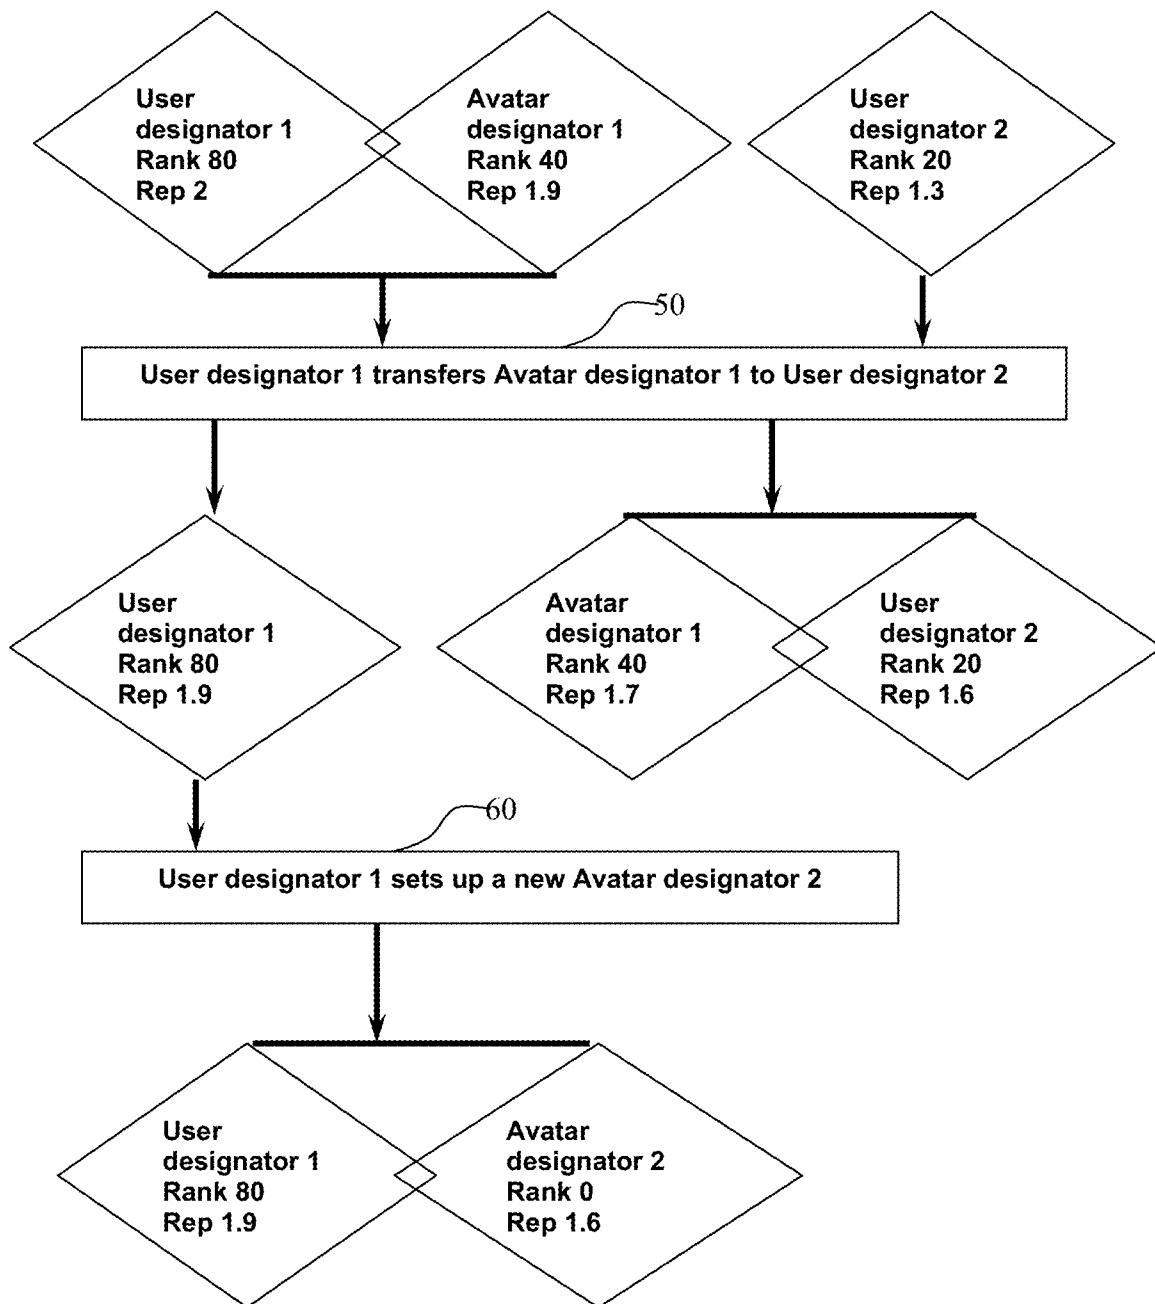 User
designator 1
Rank 80
Rep 2
Avatar
designator 1
Rank 40
Rep 1.9
User
designator 2
Rank 20
Rep 1.3
50
User designator 1 transfers Avatar designator 1 to User designator 2
User
designator 1
Rank 80
Rep 1.9
Avatar
designator 1
Rank 40
Rep 1.7
User
designator 2
Rank 20
Rep 1.6
60
User designator 1 sets up a new Avatar designator 2
User
designator 1
Rank 80
Rep 1.9
Avatar
designator 2
Rank 0
Rep 1.6